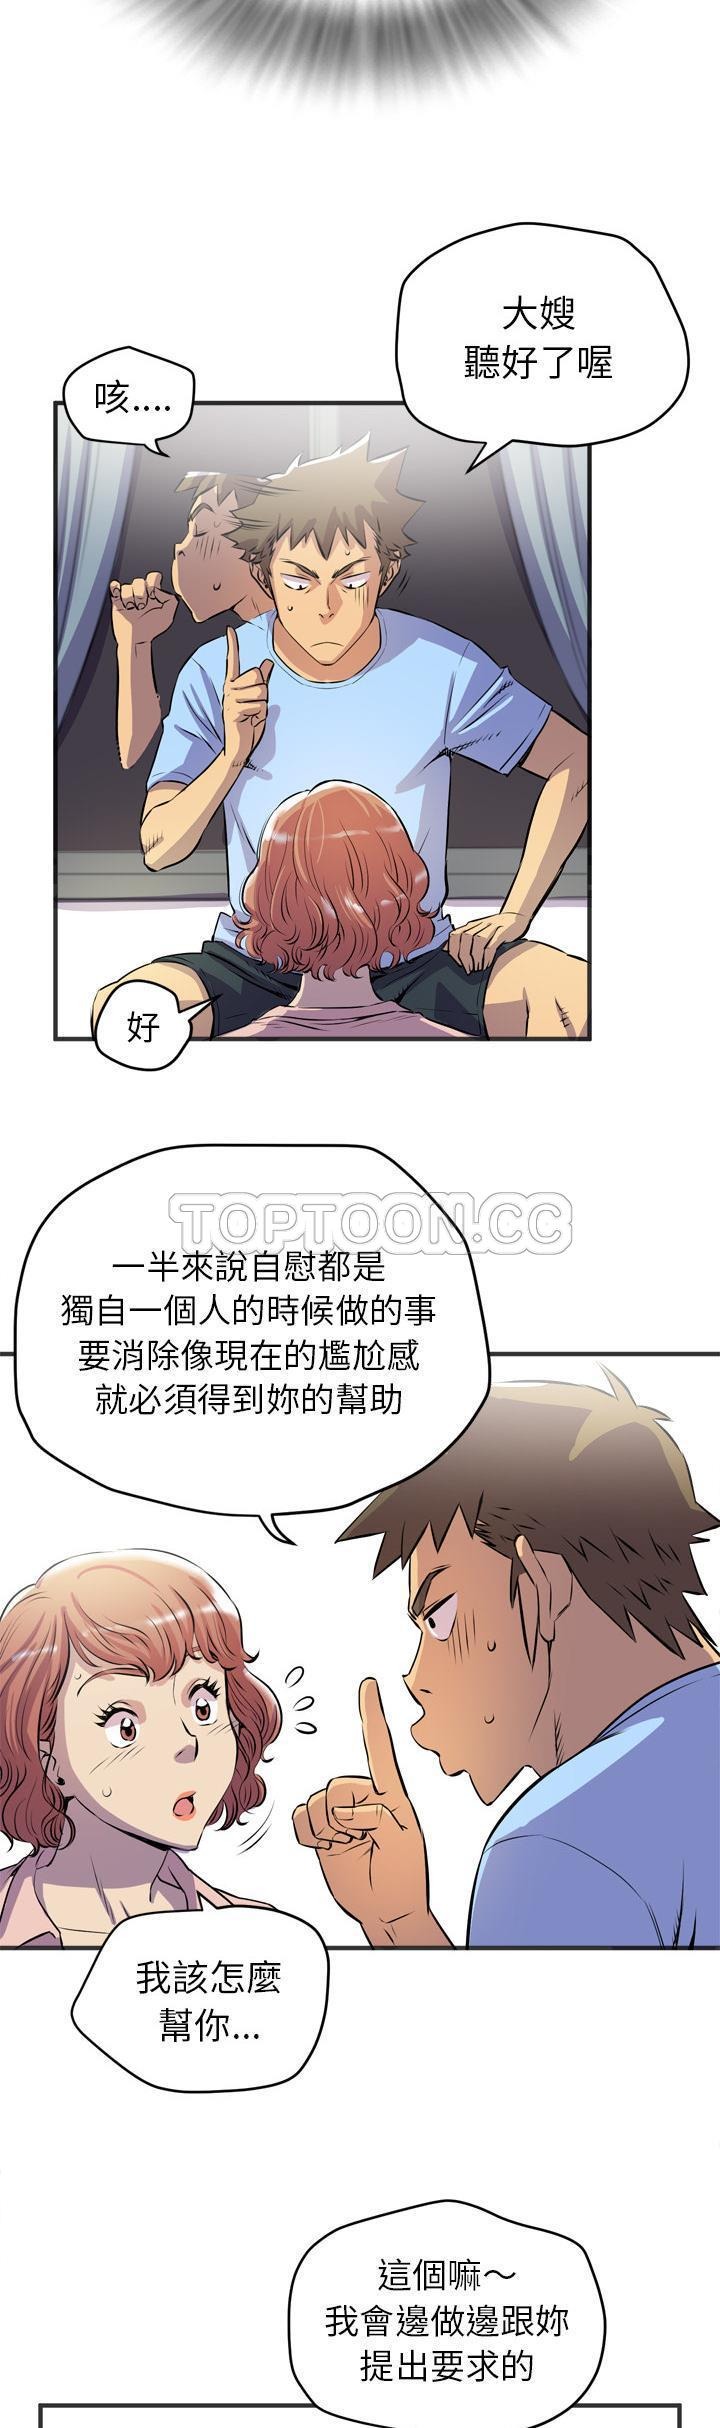 大嫂
聽好了喔
咳....
好
TOPTOON.CC
一半來說自慰都是
獨自一個人的時候做的事
要消除像現在的尷尬感
就必須得到妳的幫助
我該怎麼
幫你...
這個嘛～
我會邊做邊跟妳
提出要求的